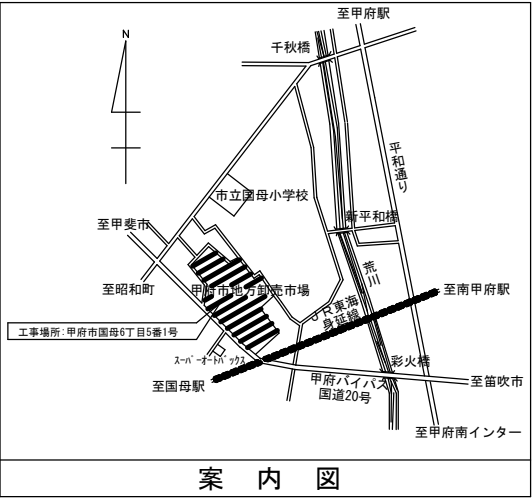 至甲府駅
N
千秋橋
平和通り
市立国母小学校
新平和橋
至甲斐市
荒川
至昭和町
甲府市地方卸売市場
至南甲府駅
JR東海
身延線
工事場所:甲府市国母6丁目5番1号
スーパーオートバックス
彩火橋
至国母駅
甲府バイパス
国道20号
至笛吹市
至甲府南インター
案内図